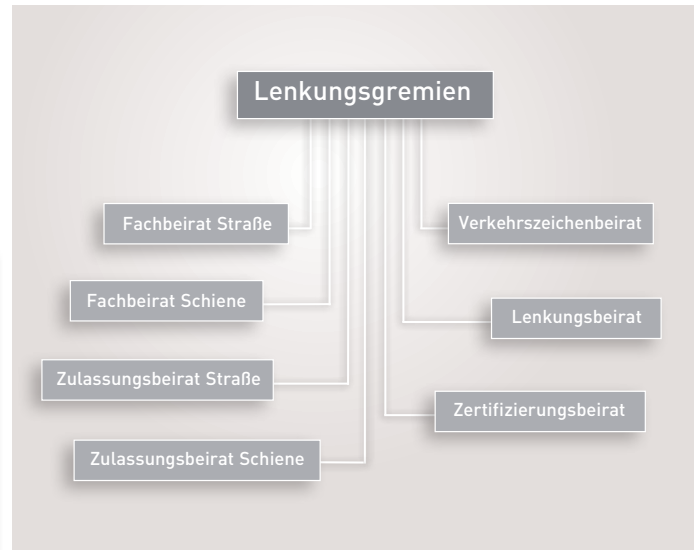 Lenkungsgremien
Fachbeirat Straße
Verkehrszeichenbeirat
Fachbeirat Schiene
Lenkungsbeirat
Zulassungsbeirat Straße
Zertifizierungsbeirat
Zulassungsbeirat Schiene